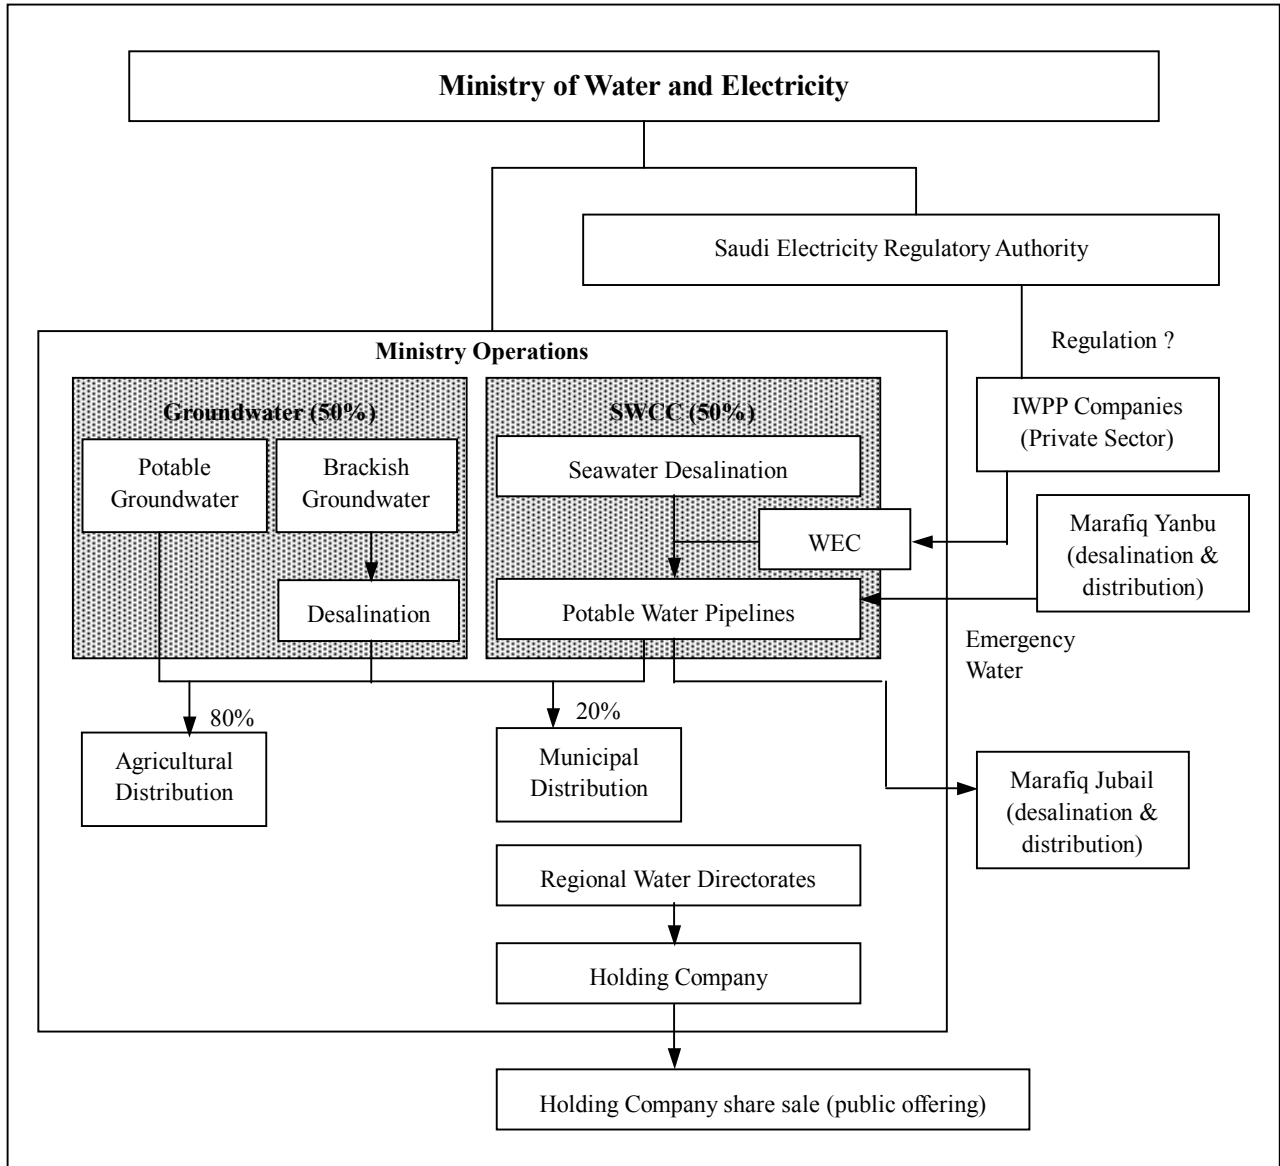 Ministry of Water and Electricity
Saudi Electricity Regulatory Authority
Regulation ?
Ministry Operations
Groundwater (50%)
SWCC (50%)
IWPP Companies
(Private Sector)
Potable
Groundwater
Brackish
Groundwater
Seawater Desalination
WEC
Marafiq Yanbu
(desalination &
distribution)
Desalination
Potable Water Pipelines
Emergency
Water
80%
20%
Agricultural
Distribution
Municipal
Distribution
Marafiq Jubail
(desalination &
distribution)
Regional Water Directorates
Holding Company
Holding Company share sale (public offering)